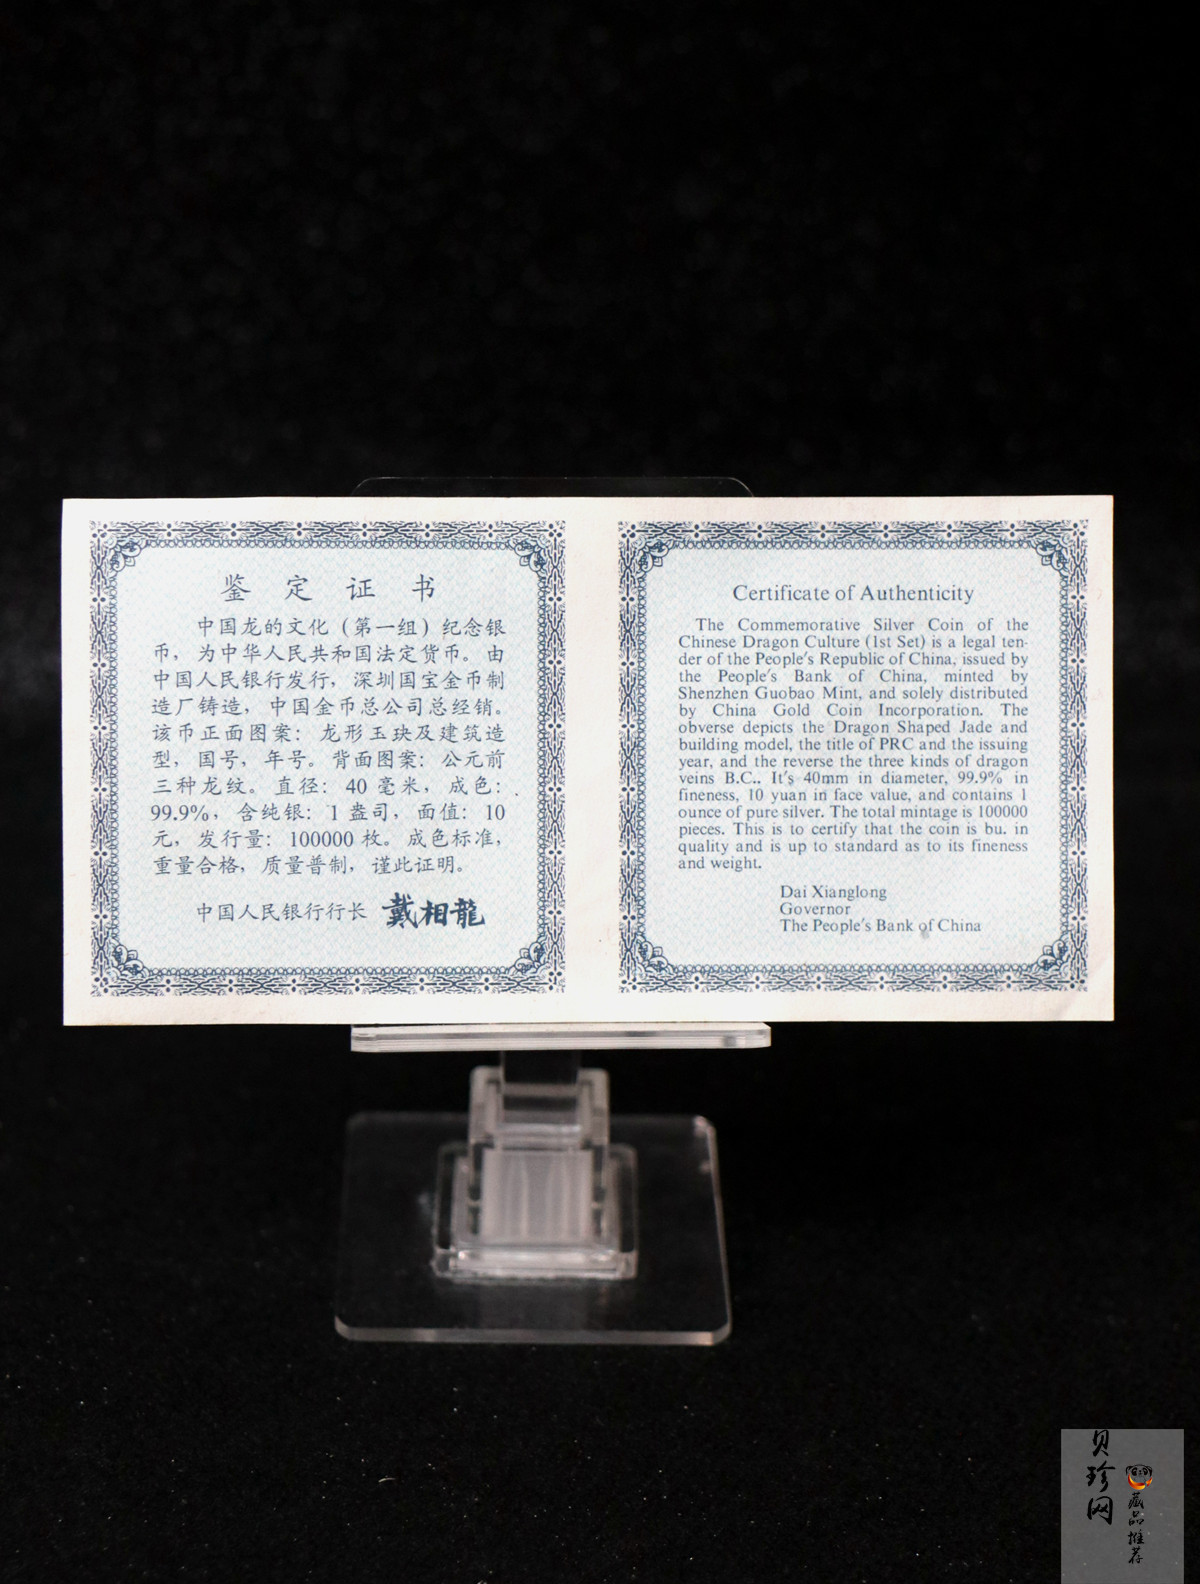 鉴 定 证 书
中国龙的文化（第一组）纪念银
币，为中华人民共和国法定货币。由
中国人民银行发行，深圳国宝金币制
造厂铸造，中国金币总公司总经销。
该币正面图案：龙形玉玦及建筑造
型，国号，年号。背面图案：公元前
三种龙纹。直径：40毫米，成色：
99.9%，含纯银：1盎司，面值：10
元，发行量：100000枚。成色标准，
重量合格，质量普制，谨此证明。
中国人民银行行长 戴相龍
Certificate of Authenticity
The Commemorative Silver Coin of the
Chinese Dragon Culture (1st Set) is a legal ten-
der of the People's Republic of China, issued by
the People's Bank of China, minted by
Shenzhen Guobao Mint, and solely distributed
by China Gold Coin Incorporation. The
obverse depicts the Dragon Shaped Jade and
building model, the title of PRC and the issuing
year, and the reverse the three kinds of dragon
veins B.C.. It's 40mm in diameter, 99.9% in
fineness, 10 yuan in face value, and contains 1
ounce of pure silver. The total mintage is 100000
pieces. This is to certify that the coin is bu. in
quality and is up to standard as to its fineness
and weight.
Dai Xianglong
Governor
The People's Bank of China
贝珍网
藏品推荐